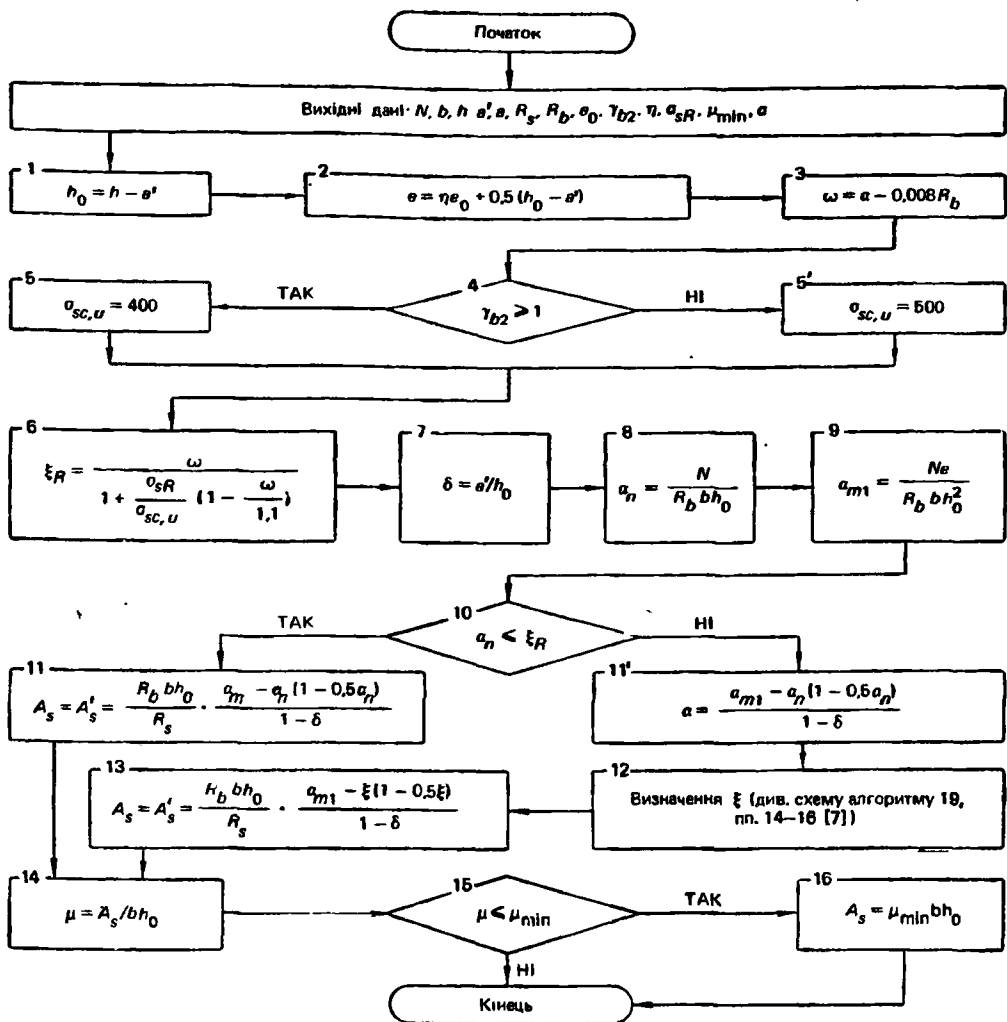 Початок
Вихідні дані· N, b, h a', a, R_s, R_b, e_0, γ_b2, η, σ_sR, μ_min, α
1
h_0 = h − a'
2
e = ηe_0 + 0,5 (h_0 − a')
3
ω = α − 0,008R_b
5
σ_sc,u = 400
ТАК
4
γ_b2 ⩾ 1
НІ
5'
σ_sc,u = 500
6
ξ_R = ω / (1 + σ_sR/σ_sc,u (1 − ω/1,1))
7
δ = a'/h_0
8
α_n = N / (R_b bh_0)
9
α_m1 = Ne / (R_b bh_0^2)
ТАК
10
α_n ⩽ ξ_R
НІ
11
A_s = A'_s = R_b bh_0 / R_s · (α_m − α_n (1 − 0,5α_n)) / (1 − δ)
11'
α = (α_m1 − α_n (1 − 0,5α_n)) / (1 − δ)
13
A_s = A'_s = R_b bh_0 / R_s · (α_m1 − ξ(1 − 0,5ξ)) / (1 − δ)
12
Визначення ξ (див. схему алгоритму 19,
пп. 14–16 [7])
14
μ = A_s/bh_0
15
μ ⩽ μ_min
ТАК
16
A_s = μ_min bh_0
НІ
Кінець